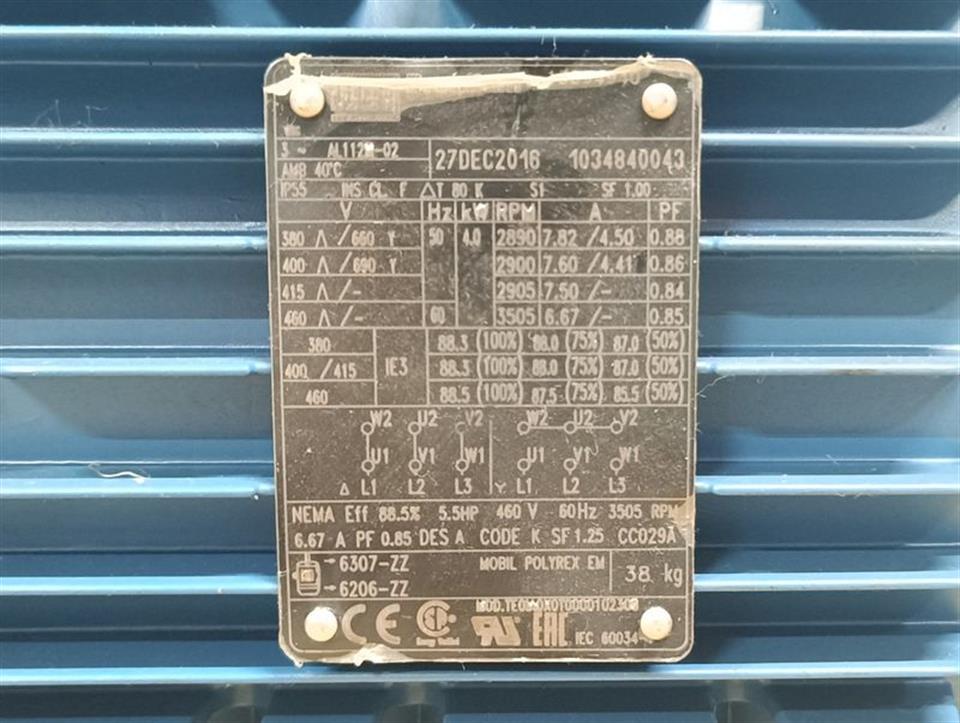 3 ~ AL112M-02
AMB 40°C
27DEC2016 1034840043
IP55 INS CL. F ΔT 80 K S1 SF 1.00
V Hz kW RPM A PF
380 Δ/660 Y 50 4.0 2890 7.82 /4.50 0.88
400 Δ/690 Y 2900 7.60 /4.41 0.86
415 Δ/- 2905 7.50 /- 0.84
460 Δ/- 60 3505 6.67 /- 0.85
380 IE3 88.3 (100%) 88.0 (75%) 87.0 (50%)
400 /415 88.3 (100%) 88.0 (75%) 87.0 (50%)
460 88.5 (100%) 87.5 (75%) 85.5 (50%)
W2 U2 V2 W2 U2 V2
U1 V1 W1 U1 V1 W1
Δ L1 L2 L3 Y L1 L2 L3
NEMA Eff 88.5% 5.5HP 460 V 60Hz 3505 RPM
6.67 A PF 0.85 DES A CODE K SF 1.25 CC029A
→6307-ZZ MOBIL POLYREX EM 38 kg
→6206-ZZ
CE UR EAC IEC 60034-